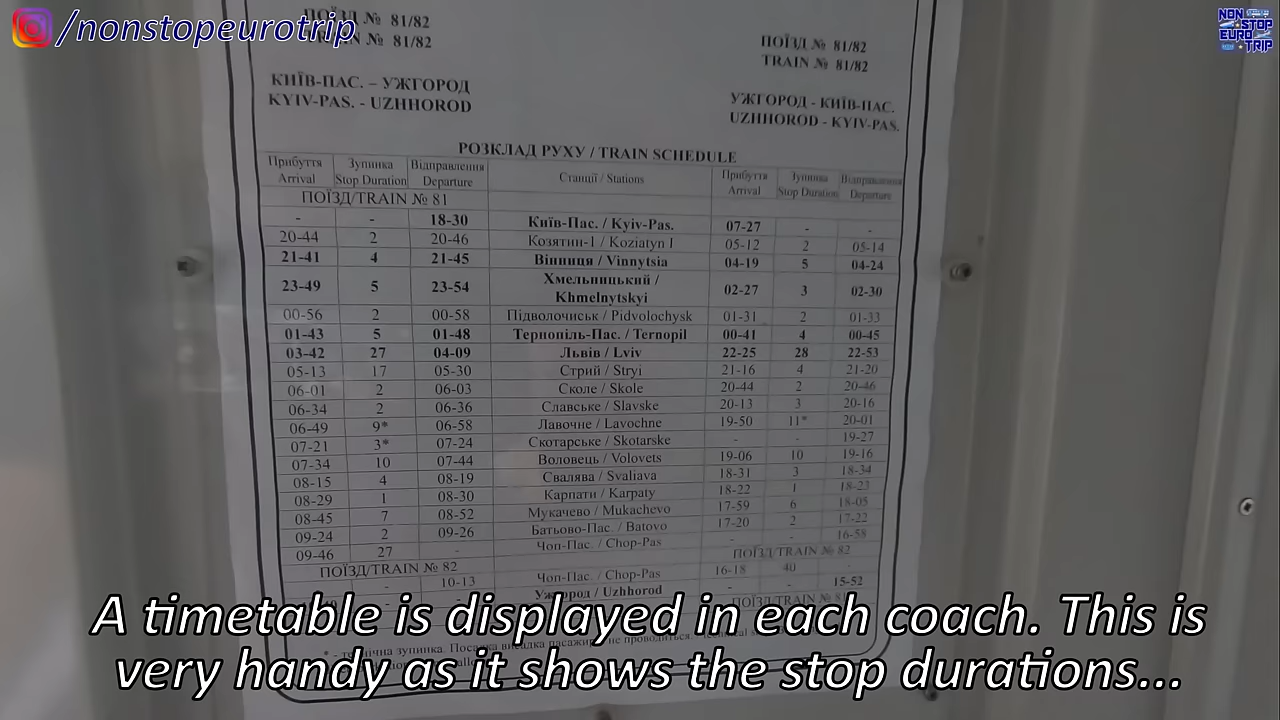 /nonstopeurotrip
NON STOP EURO TRIP
ПОЇЗД № 81/82
TRAIN № 81/82
КИЇВ-ПАС. – УЖГОРОД
KYIV-PAS. - UZHHOROD
ПОЇЗД № 81/82
TRAIN № 81/82
УЖГОРОД - КИЇВ-ПАС.
UZHHOROD - KYIV-PAS.
РОЗКЛАД РУХУ / TRAIN SCHEDULE
Прибуття Зупинка Відправлення Станції / Stations Прибуття Зупинка Відправлення
Arrival Stop Duration Departure Arrival Stop Duration Departure
ПОЇЗД/TRAIN № 81
- - 18-30 Київ-Пас. / Kyiv-Pas. 07-27 - -
20-44 2 20-46 Козятин-1 / Koziatyn I 05-12 2 05-14
21-41 4 21-45 Вінниця / Vinnytsia 04-19 5 04-24
23-49 5 23-54 Хмельницький / Khmelnytskyi 02-27 3 02-30
00-56 2 00-58 Підволочиськ / Pidvolochysk 01-31 2 01-33
01-43 5 01-48 Тернопіль-Пас. / Ternopil 00-41 4 00-45
03-42 27 04-09 Львів / Lviv 22-25 28 22-53
05-13 17 05-30 Стрий / Stryi 21-16 4 21-20
06-01 2 06-03 Сколе / Skole 20-44 2 20-46
06-34 2 06-36 Славське / Slavske 20-13 3 20-16
06-49 9* 06-58 Лавочне / Lavochne 19-50 11* 20-01
07-21 3* 07-24 Скотарське / Skotarske - - 19-27
07-34 10 07-44 Воловець / Volovets 19-06 10 19-16
08-15 4 08-19 Свалява / Svaliava 18-31 3 18-34
08-29 1 08-30 Карпати / Karpaty 18-22 1 18-23
08-45 7 08-52 Мукачево / Mukachevo 17-59 6 18-05
09-24 2 09-26 Батьово-Пас. / Batovo 17-20 2 17-22
09-46 27 - Чоп-Пас. / Chop-Pas - - 16-58
ПОЇЗД/TRAIN № 82 ПОЇЗД/TRAIN № 82
- - 10-13 Чоп-Пас. / Chop-Pas 16-18 40 -
- Ужгород / Uzhhorod - - 15-52
ПОЇЗД/TRAIN №
A timetable is displayed in each coach. This is
very handy as it shows the stop durations...